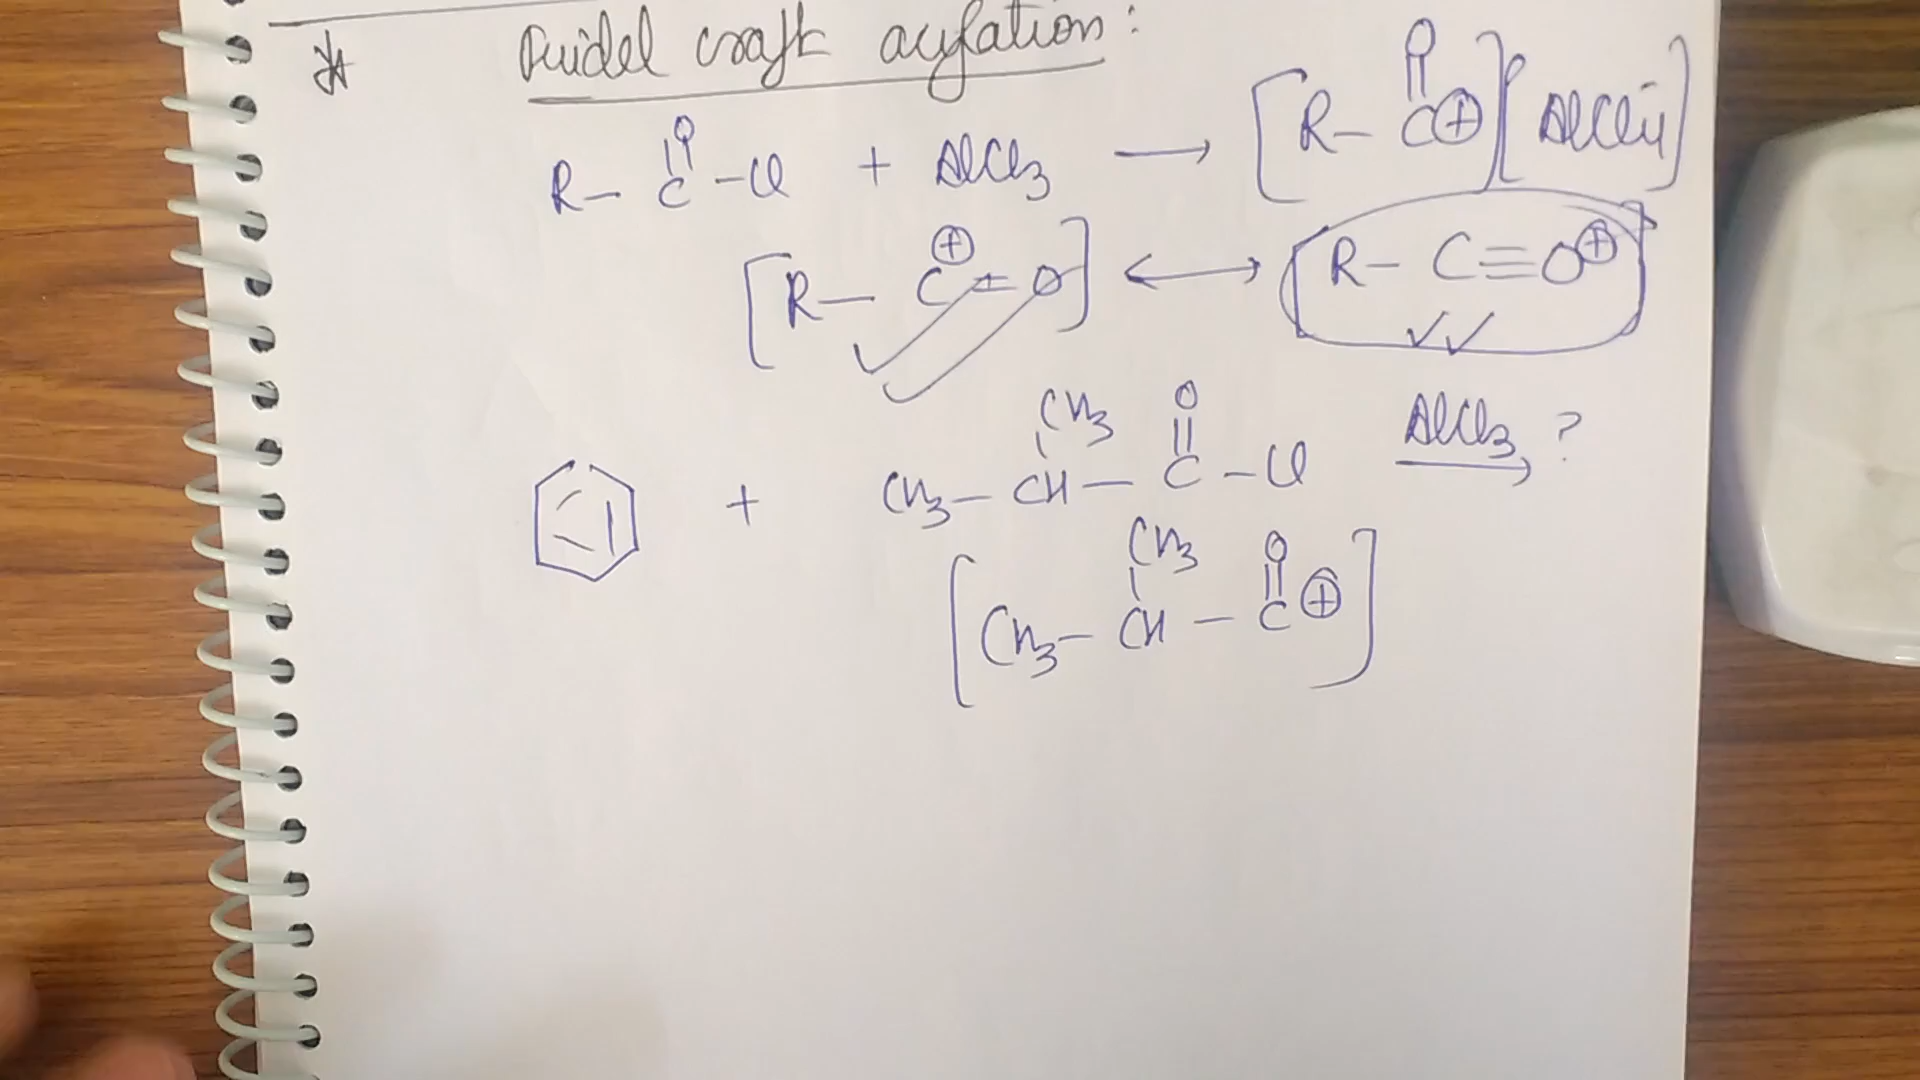 Friedel craft acylation:
O O
R- C -Cl + AlCl3 → [R- C⊕][AlCl4]
[R- C⊕ = O] ↔ [R- C≡O⊕]
CH3 O
+ CH3- CH- C -Cl AlCl3 ?
CH3 O
[CH3- CH - C⊕]